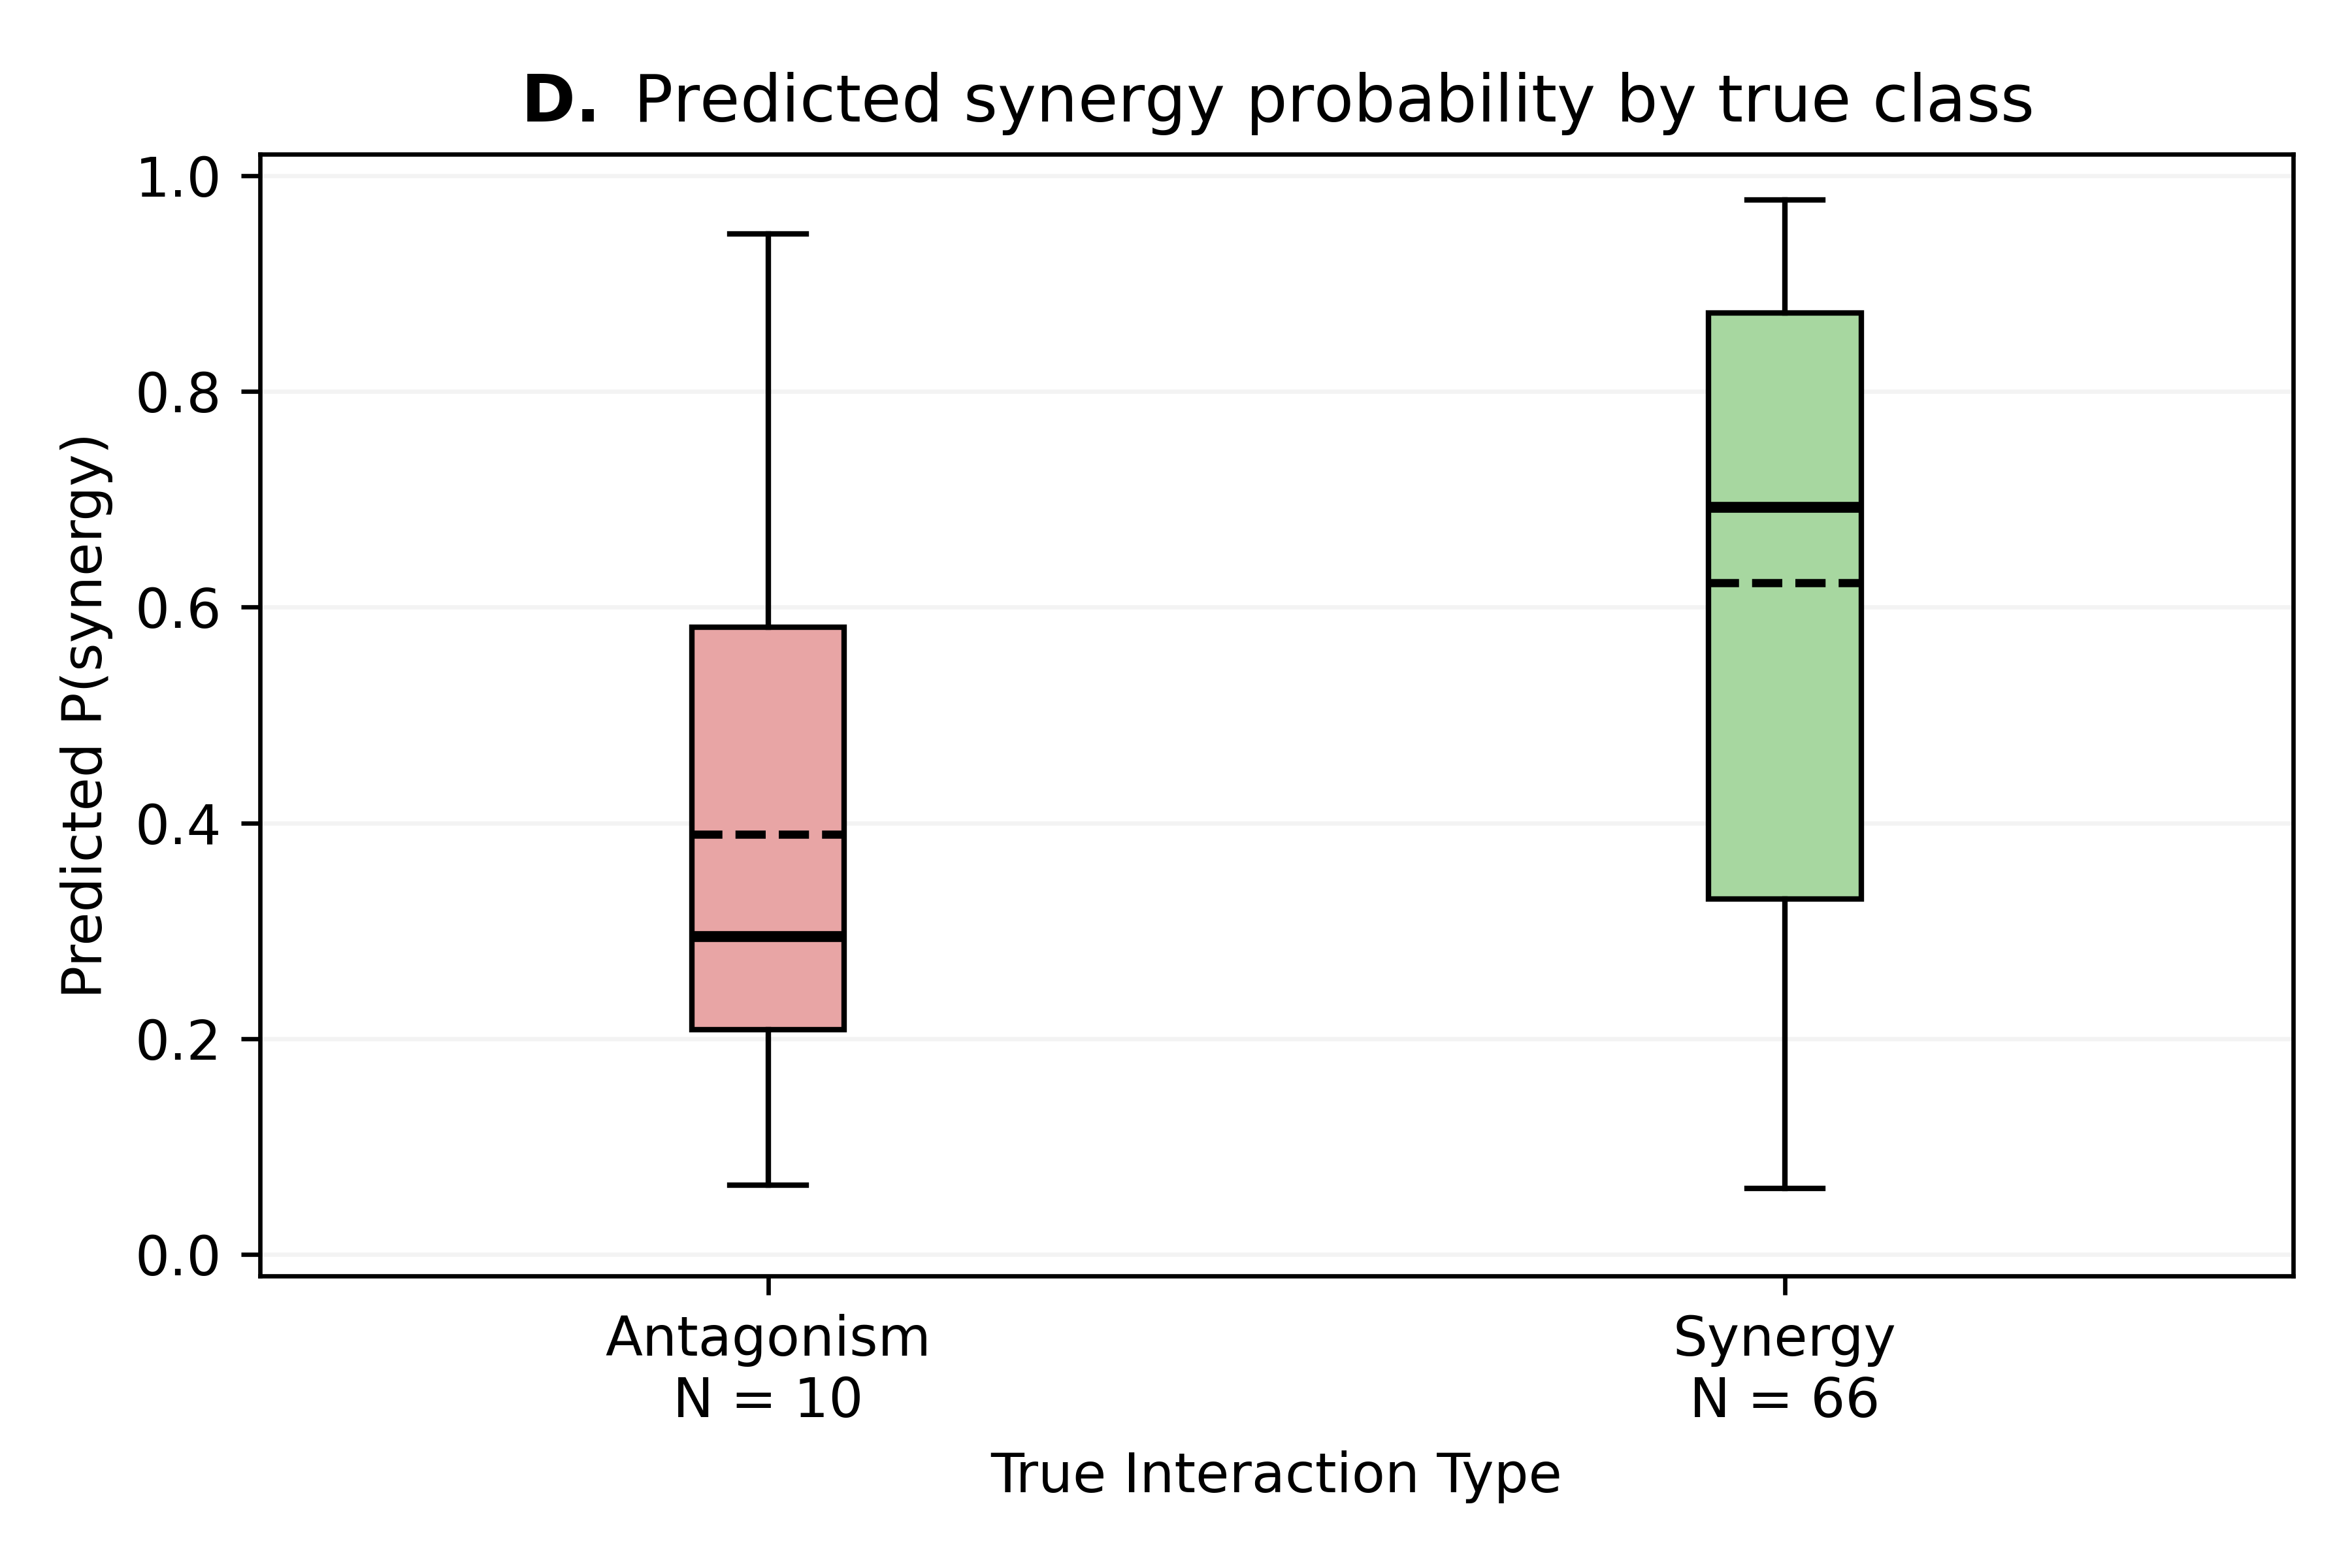 D. Predicted synergy probability by true class
Predicted P(synergy)
1.0
0.8
0.6
0.4
0.2
0.0
Antagonism
N = 10
Synergy
N = 66
True Interaction Type